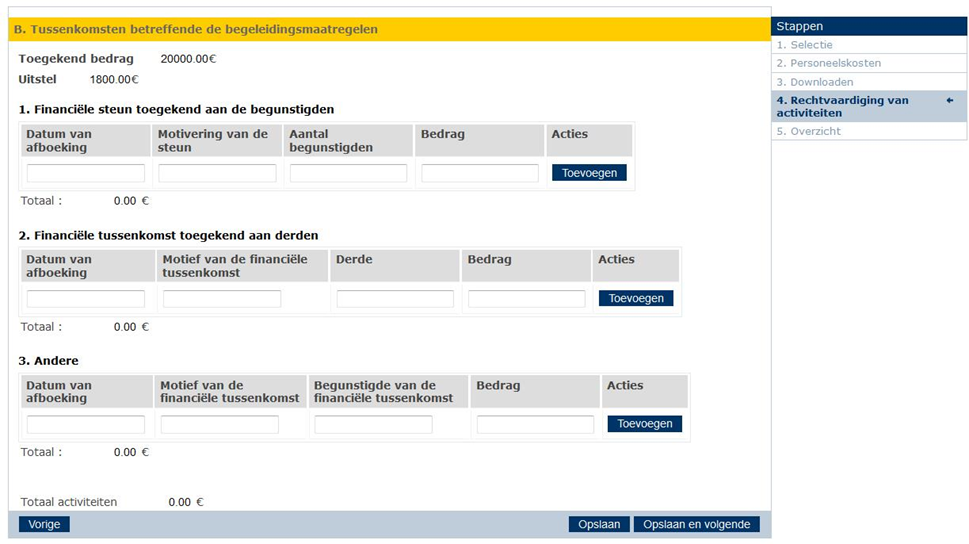 B. Tussenkomsten betreffende de begeleidingsmaatregelen
Toegekend bedrag 20000.00€
Uitstel 1800.00€
1. Financiële steun toegekend aan de begunstigden
Datum van afboeking Motivering van de steun Aantal begunstigden Bedrag Acties
Toevoegen
Totaal : 0.00 €
2. Financiële tussenkomst toegekend aan derden
Datum van afboeking Motief van de financiële tussenkomst Derde Bedrag Acties
Toevoegen
Totaal : 0.00 €
3. Andere
Datum van afboeking Motief van de financiële tussenkomst Begunstigde van de financiële tussenkomst Bedrag Acties
Toevoegen
Totaal : 0.00 €
Totaal activiteiten 0.00 €
Vorige Opslaan Opslaan en volgende
Stappen
1. Selectie
2. Personeelskosten
3. Downloaden
4. Rechtvaardiging van
activiteiten
5. Overzicht